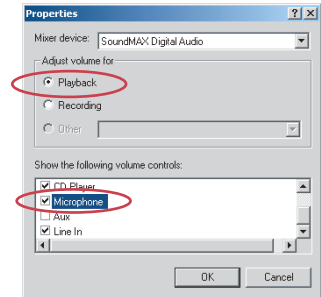 Properties
Mixer device: SoundMAX Digital Audio
Adjust volume for
Playback
Recording
Other
Show the following volume controls:
CD Player
Microphone
Aux
Line In
OK Cancel